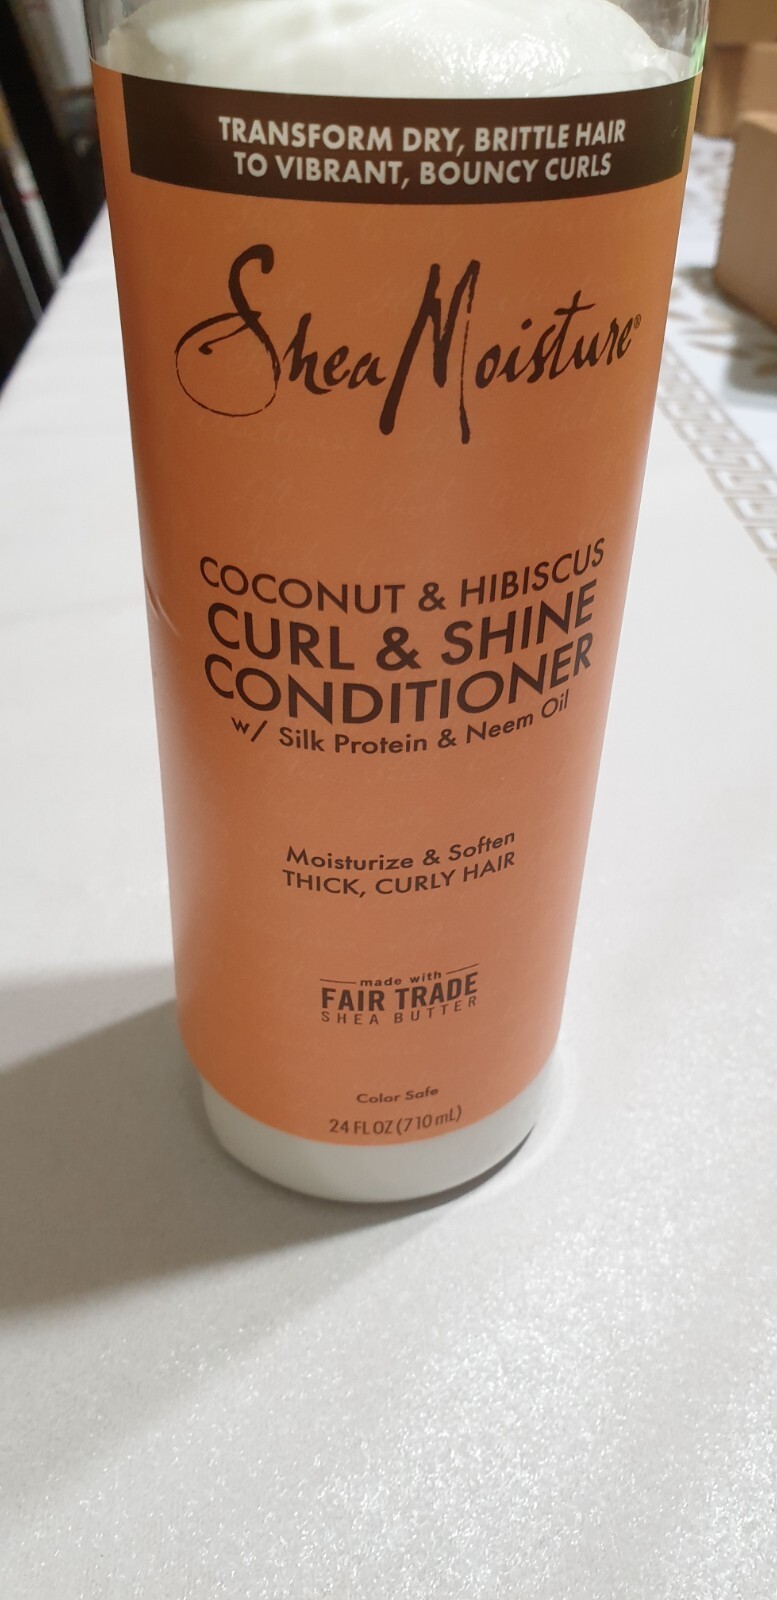 TRANSFORM DRY, BRITTLE HAIR
TO VIBRANT, BOUNCY CURLS
SheaMoisture®
COCONUT & HIBISCUS
CURL & SHINE
CONDITIONER
w/ Silk Protein & Neem Oil
Moisturize & Soften
THICK, CURLY HAIR
made with
FAIR TRADE
SHEA BUTTER
Color Safe
24 FL OZ (710 mL)